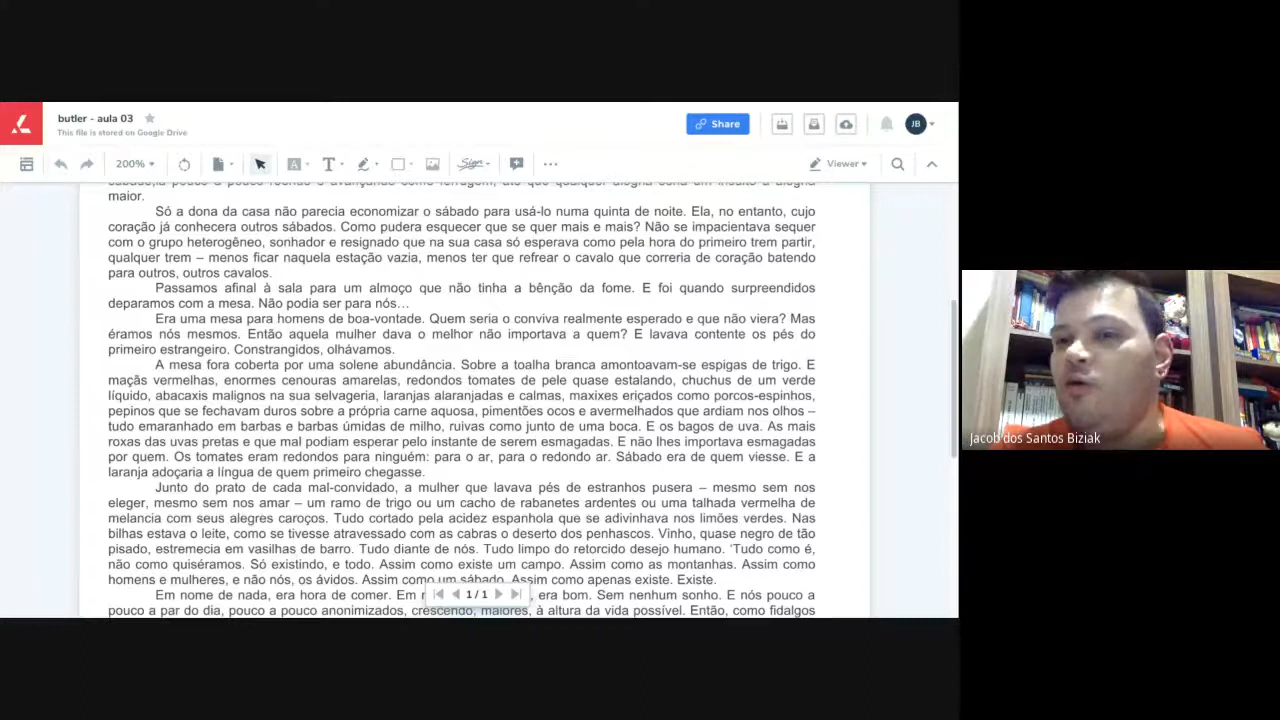 butler - aula 03
This file is stored on Google Drive
Share
JB
200%
Sign
Viewer
sábado,ia pouco a pouco roendo e avançando como ferrugem, até que qualquer alegria seria um insulto à alegria
maior.
Só a dona da casa não parecia economizar o sábado para usá-lo numa quinta de noite. Ela, no entanto, cujo
coração já conhecera outros sábados. Como pudera esquecer que se quer mais e mais? Não se impacientava sequer
com o grupo heterogêneo, sonhador e resignado que na sua casa só esperava como pela hora do primeiro trem partir,
qualquer trem – menos ficar naquela estação vazia, menos ter que refrear o cavalo que correria de coração batendo
para outros, outros cavalos.
Passamos afinal à sala para um almoço que não tinha a bênção da fome. E foi quando surpreendidos
deparamos com a mesa. Não podia ser para nós…
Era uma mesa para homens de boa-vontade. Quem seria o conviva realmente esperado e que não viera? Mas
éramos nós mesmos. Então aquela mulher dava o melhor não importava a quem? E lavava contente os pés do
primeiro estrangeiro. Constrangidos, olhávamos.
A mesa fora coberta por uma solene abundância. Sobre a toalha branca amontoavam-se espigas de trigo. E
maçãs vermelhas, enormes cenouras amarelas, redondos tomates de pele quase estalando, chuchus de um verde
líquido, abacaxis malignos na sua selvageria, laranjas alaranjadas e calmas, maxixes eriçados como porcos-espinhos,
pepinos que se fechavam duros sobre a própria carne aquosa, pimentões ocos e avermelhados que ardiam nos olhos –
tudo emaranhado em barbas e barbas úmidas de milho, ruivas como junto de uma boca. E os bagos de uva. As mais
roxas das uvas pretas e que mal podiam esperar pelo instante de serem esmagadas. E não lhes importava esmagadas
por quem. Os tomates eram redondos para ninguém: para o ar, para o redondo ar. Sábado era de quem viesse. E a
laranja adoçaria a língua de quem primeiro chegasse.
Junto do prato de cada mal-convidado, a mulher que lavava pés de estranhos pusera – mesmo sem nos
eleger, mesmo sem nos amar – um ramo de trigo ou um cacho de rabanetes ardentes ou uma talhada vermelha de
melancia com seus alegres caroços. Tudo cortado pela acidez espanhola que se adivinhava nos limões verdes. Nas
bilhas estava o leite, como se tivesse atravessado com as cabras o deserto dos penhascos. Vinho, quase negro de tão
pisado, estremecia em vasilhas de barro. Tudo diante de nós. Tudo limpo do retorcido desejo humano. ‘Tudo como é,
não como quiséramos. Só existindo, e todo. Assim como existe um campo. Assim como as montanhas. Assim como
homens e mulheres, e não nós, os ávidos. Assim como um sábado. Assim como apenas existe. Existe.
Em nome de nada, era hora de comer. Em era bom. Sem nenhum sonho. E nós pouco a
pouco a par do dia, pouco a pouco anonimizados, crescendo, maiores, à altura da vida possível. Então, como fidalgos
1 / 1
Jacob dos Santos Biziak